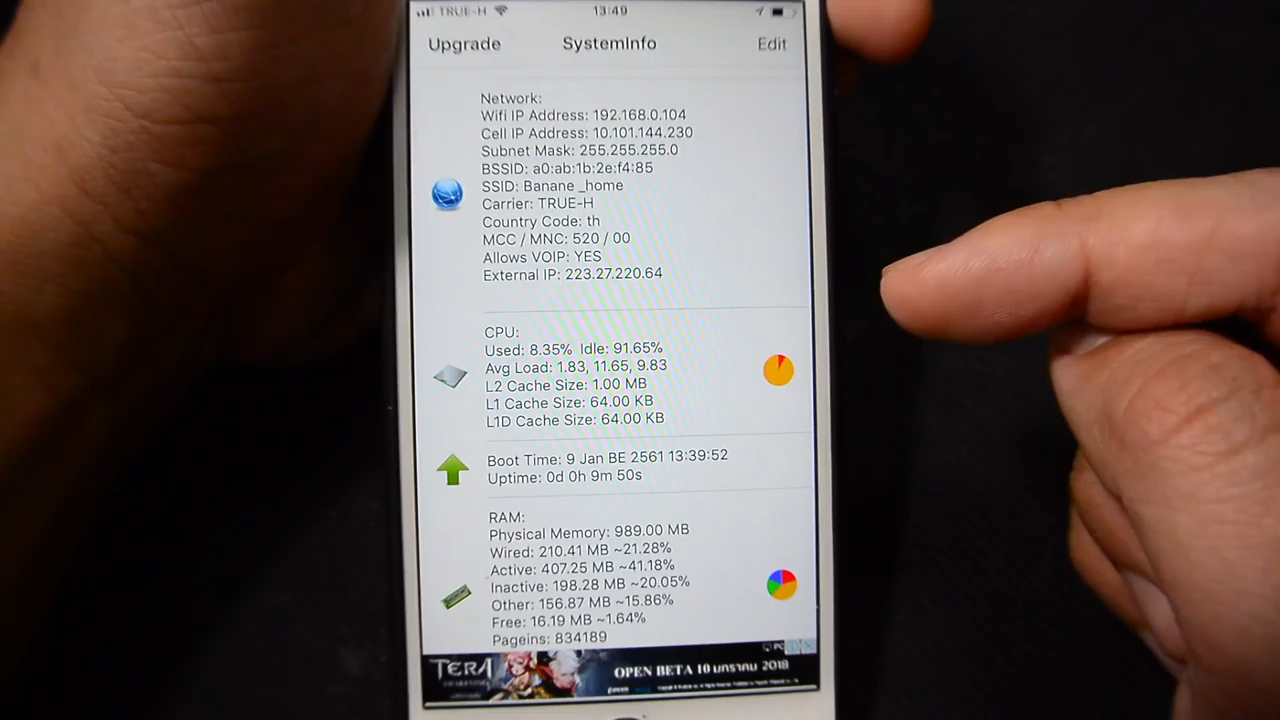 TRUE-H 13:49
Upgrade SystemInfo Edit
Network:
Wifi IP Address: 192.168.0.104
Cell IP Address: 10.101.144.230
Subnet Mask: 255.255.255.0
BSSID: a0:ab:1b:2e:f4:85
SSID: Banane _home
Carrier: TRUE-H
Country Code: th
MCC / MNC: 520 / 00
Allows VOIP: YES
External IP: 223.27.220.64
CPU:
Used: 8.35% Idle: 91.65%
Avg Load: 1.83, 11.65, 9.83
L2 Cache Size: 1.00 MB
L1 Cache Size: 64.00 KB
L1D Cache Size: 64.00 KB
Boot Time: 9 Jan BE 2561 13:39:52
Uptime: 0d 0h 9m 50s
RAM:
Physical Memory: 989.00 MB
Wired: 210.41 MB ~21.28%
Active: 407.25 MB ~41.18%
Inactive: 198.28 MB ~20.05%
Other: 156.87 MB ~15.86%
Free: 16.19 MB ~1.64%
Pageins: 834189
PC
TERA
OPEN BETA 10 มกราคม 2018